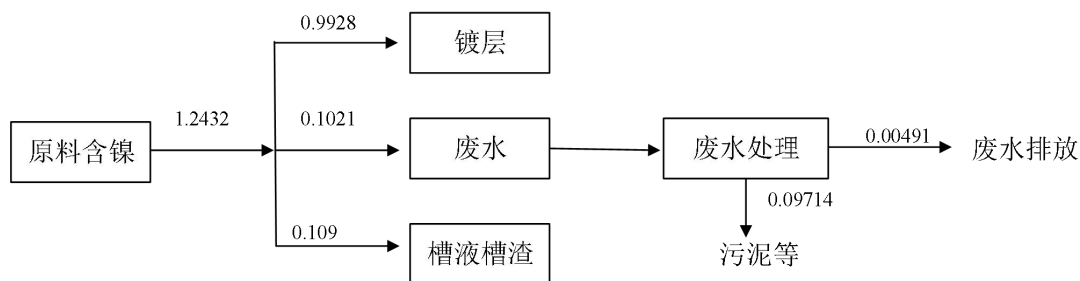 0.9928
镀层
1.2432
0.1021
原料含镍
废水
废水处理
0.00491
废水排放
0.09714
0.109
槽液槽渣
污泥等